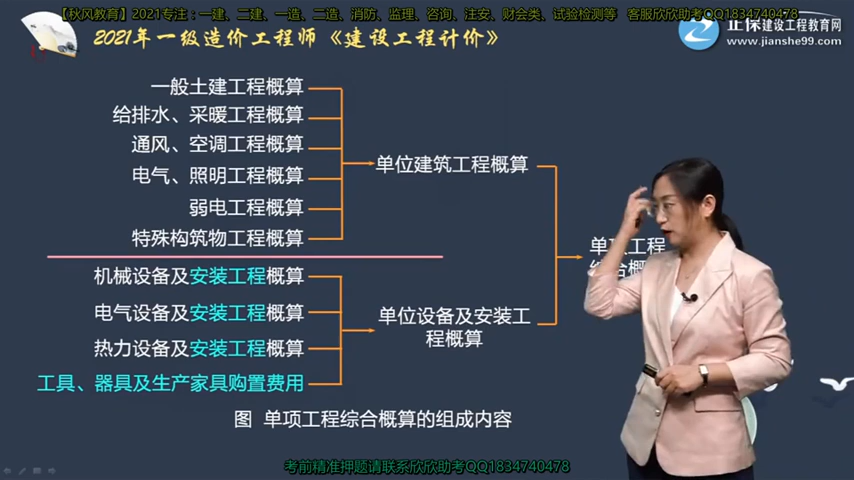 【秋风教育】2021专注：一建、二建、一造、二造、消防、监理、咨询、注安、财会类、试验检测等 客服欣欣助考QQ1834740478
2021年一级造价工程师《建设工程计价》
正保建设工程教育网
www.jianshe99.com
一般土建工程概算
给排水、采暖工程概算
通风、空调工程概算
电气、照明工程概算
弱电工程概算
特殊构筑物工程概算
单位建筑工程概算
机械设备及安装工程概算
电气设备及安装工程概算
热力设备及安装工程概算
工具、器具及生产家具购置费用
单位设备及安装工
程概算
单项工程
综合概
图 单项工程综合概算的组成内容
考前精准押题请联系欣欣助考QQ1834740478